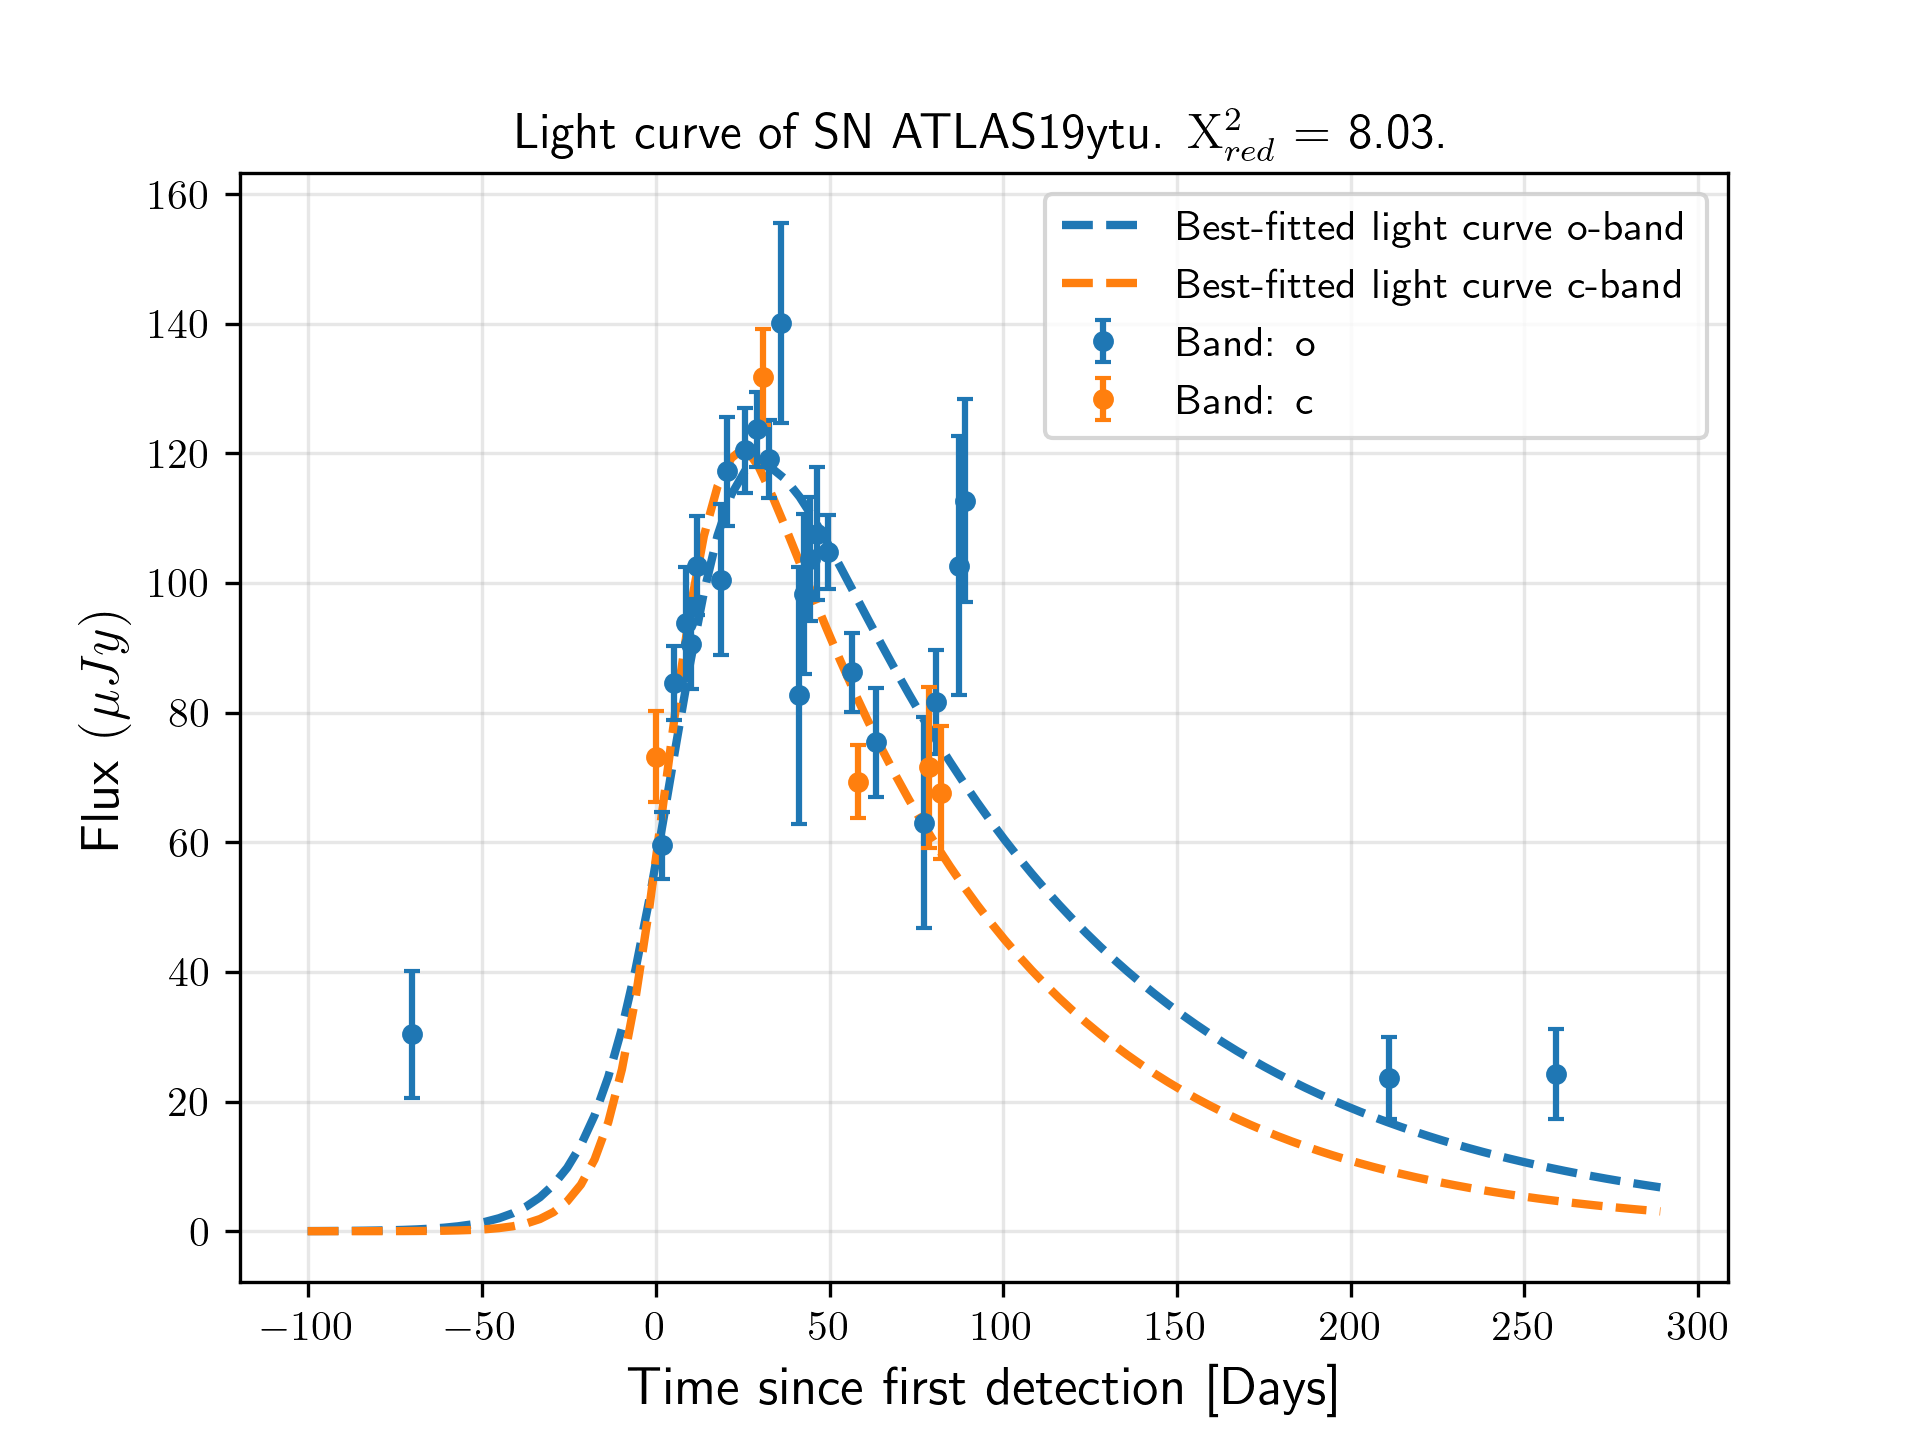 Light curve of SN ATLAS19ytu. X²_red = 8.03.
Best-fitted light curve o-band
Best-fitted light curve c-band
Band: o
Band: c
160
140
120
100
80
60
40
20
0
Flux (μJy)
−100 −50 0 50 100 150 200 250 300
Time since first detection [Days]